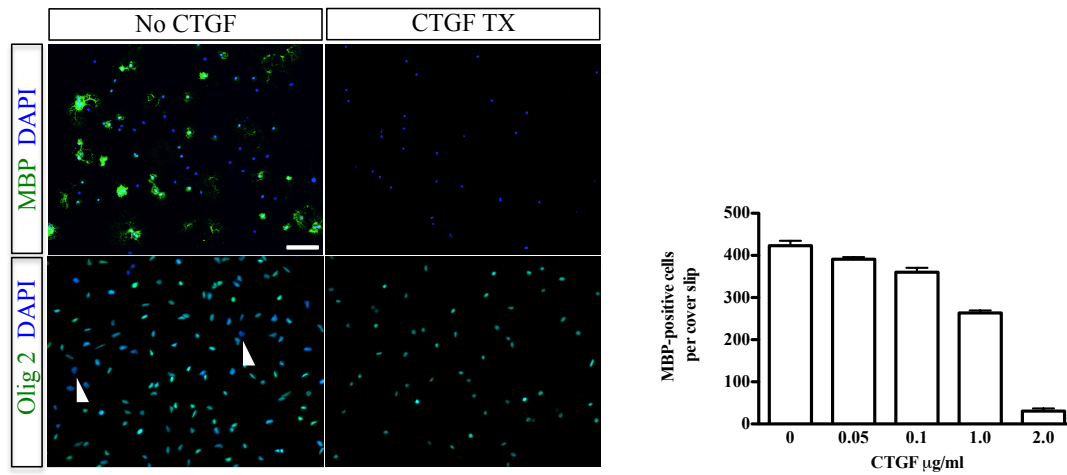 No CTGF
CTGF TX
MBP DAPI
Olig 2 DAPI
500
400
300
200
100
0
MBP-positive cells
per cover slip
0 0.05 0.1 1.0 2.0
CTGF µg/ml